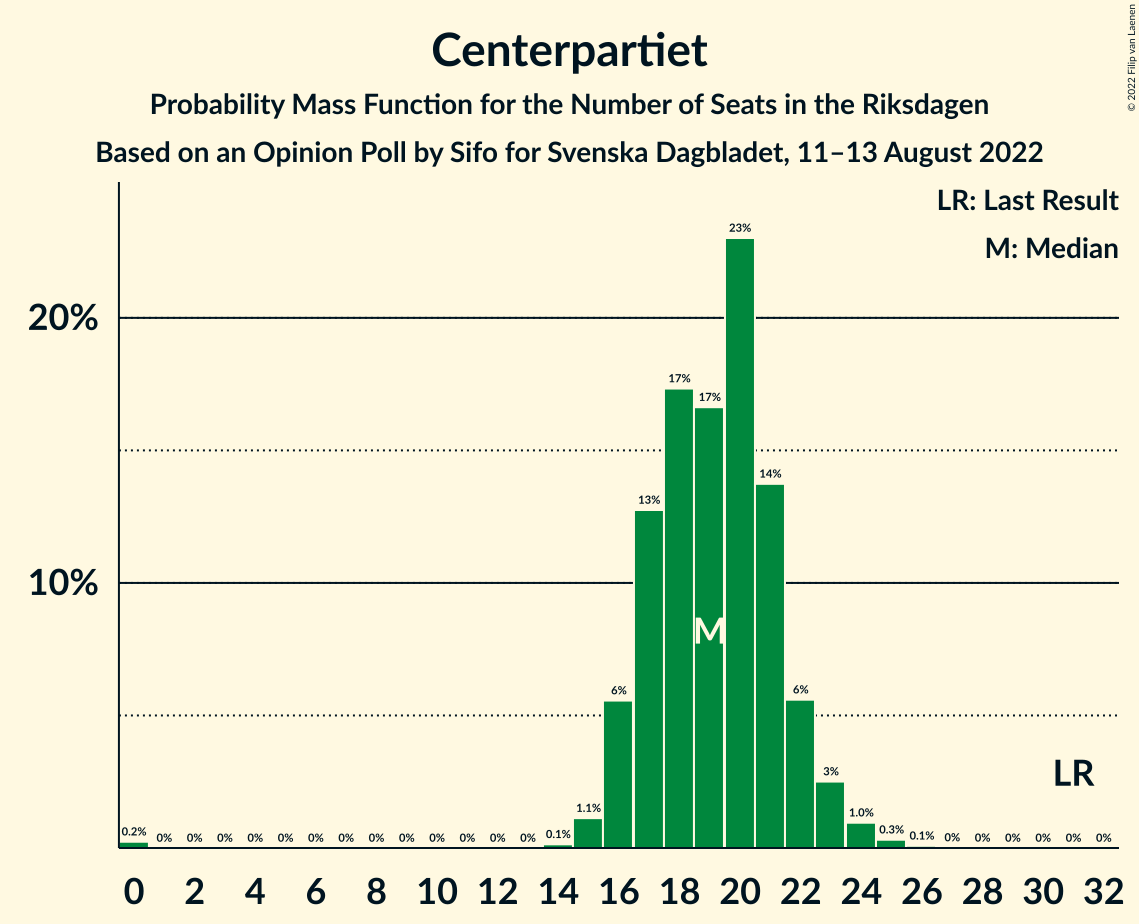 Centerpartiet
Probability Mass Function for the Number of Seats in the Riksdagen
Based on an Opinion Poll by Sifo for Svenska Dagbladet, 11–13 August 2022
© 2022 Filip van Laenen
LR: Last Result
M: Median
20%
10%
0.2% 0% 0% 0% 0% 0% 0% 0% 0% 0% 0% 0% 0% 0% 0.1% 1.1% 6% 13% 17% 17% 23% 14% 6% 3% 1.0% 0.3% 0.1% 0% 0% 0% 0% 0% 0%
M
LR
0 2 4 6 8 10 12 14 16 18 20 22 24 26 28 30 32